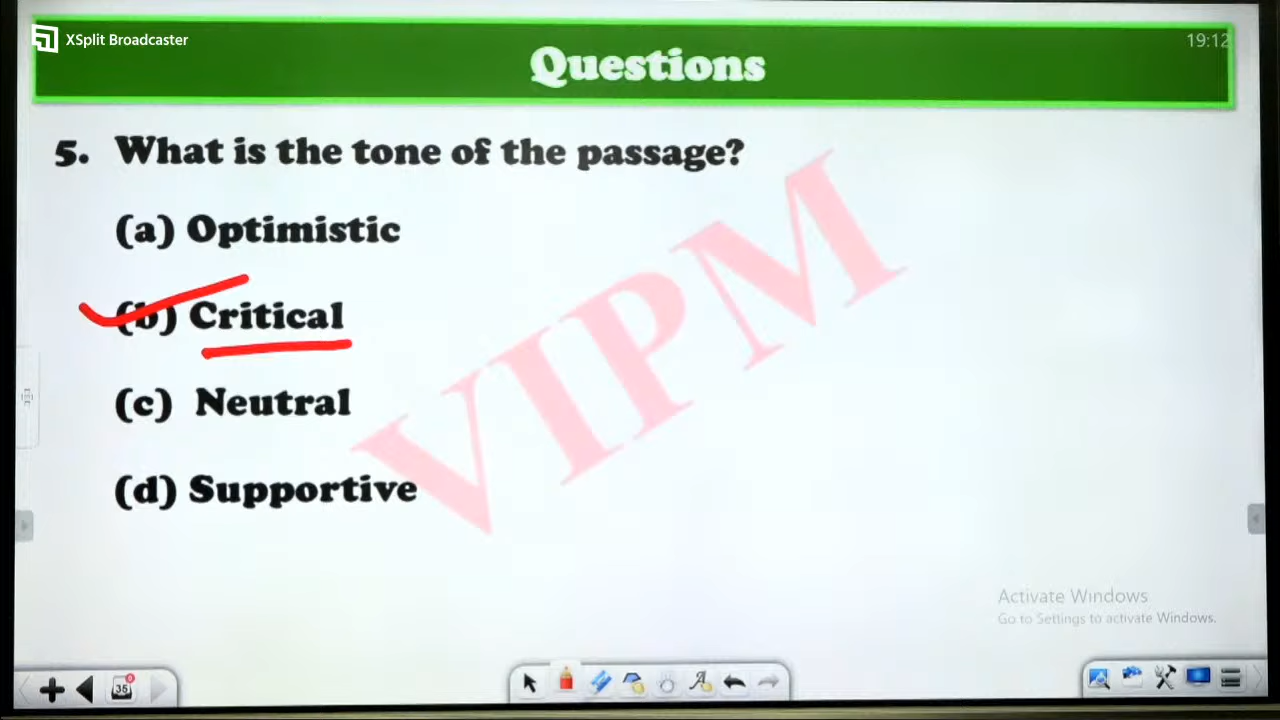 XSplit Broadcaster
19:12
Questions
5. What is the tone of the passage?
(a) Optimistic
(b) Critical
(c) Neutral
(d) Supportive
VIPM
Activate Windows
Go to Settings to activate Windows.
35